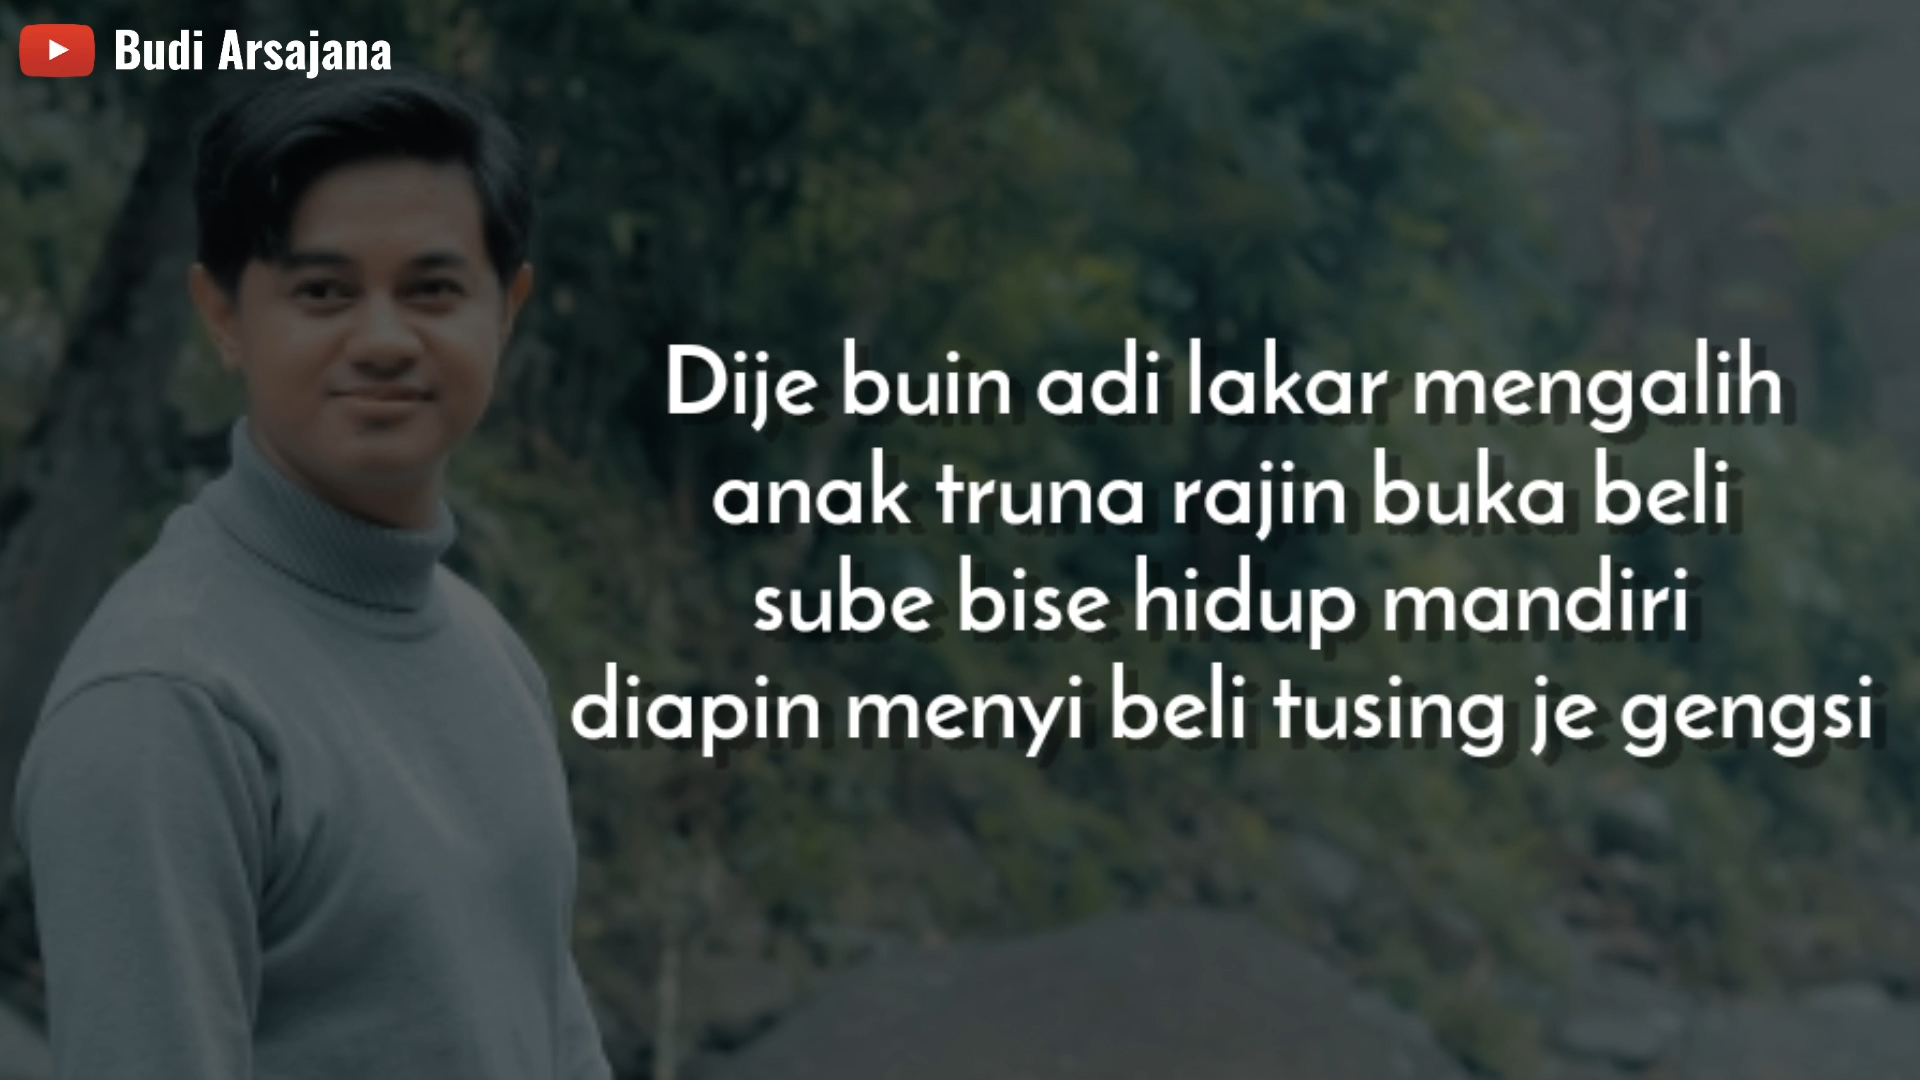 Budi Arsajana
Dije buin adi lakar mengalih
anak truna rajin buka beli
sube bise hidup mandiri
diapin menyi beli tusing je gengsi